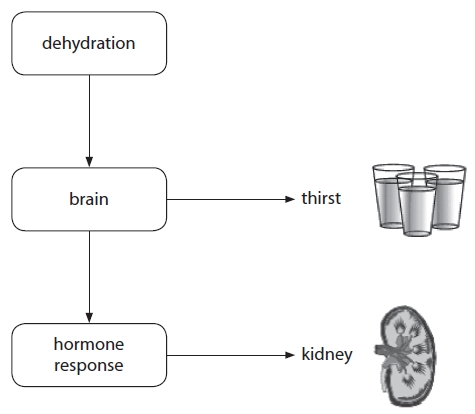 dehydration
brain
thirst
hormone
response
kidney